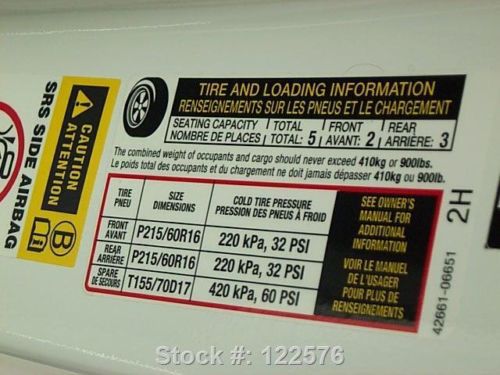 TIRE AND LOADING INFORMATION
RENSEIGNEMENTS SUR LES PNEUS ET LE CHARGEMENT
SEATING CAPACITY TOTAL FRONT REAR
NOMBRE DE PLACES TOTAL: 5 AVANT: 2 ARRIÈRE: 3
The combined weight of occupants and cargo should never exceed 410kg or 900lbs.
Le poids total des occupants et du chargement ne doit jamais dépasser 410kg ou 900lbs.
TIRE SIZE COLD TIRE PRESSURE
PNEU DIMENSIONS PRESSION DES PNEUS À FROID
FRONT
AVANT P215/60R16 220 kPa, 32 PSI
REAR
ARRIÈRE P215/60R16 220 kPa, 32 PSI
SPARE
DE SECOURS T155/70D17 420 kPa, 60 PSI
SEE OWNER'S
MANUAL FOR
ADDITIONAL
INFORMATION
VOIR LE MANUEL
DE L'USAGER
POUR PLUS DE
RENSEIGNEMENTS
2H
42661-06651
CAUTION
ATTENTION
SRS SIDE AIRBAG
B
i
Stock #: 122576